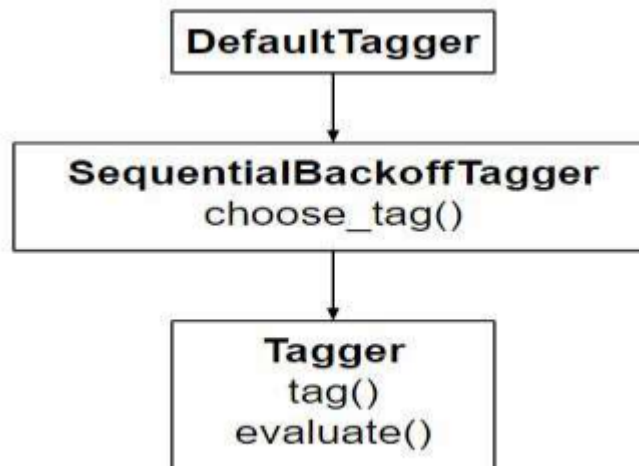 DefaultTagger
SequentialBackoffTagger
choose_tag()
Tagger
tag()
evaluate()